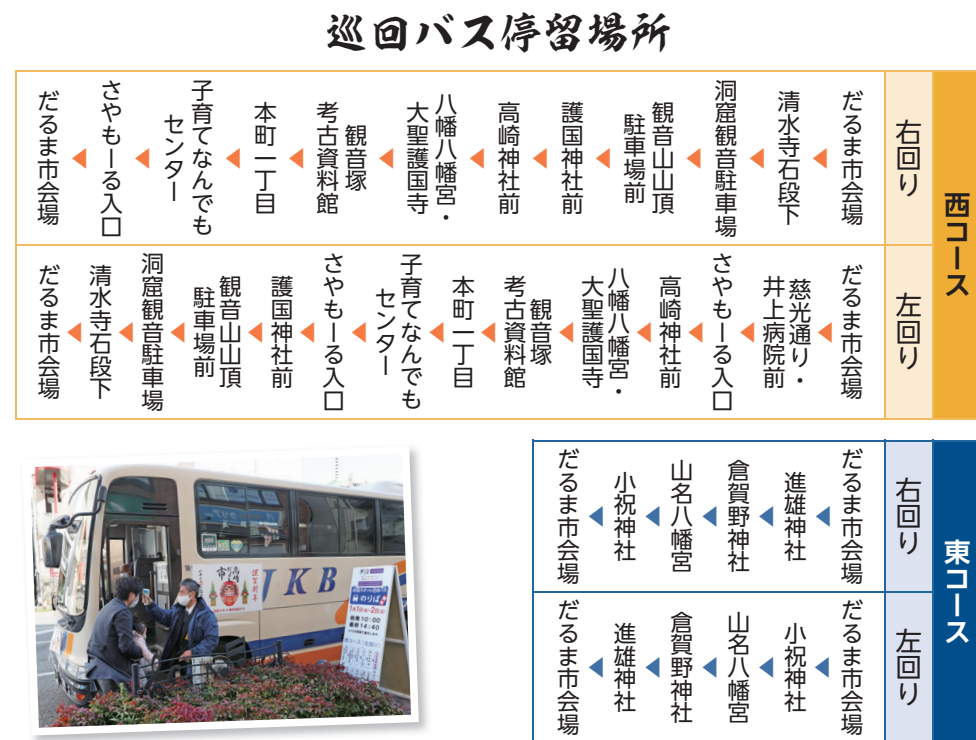 巡回バス停留場所
西コース
右回り
だるま市会場
清水寺石段下
洞窟観音駐車場
観音山山頂
駐車場前
護国神社前
高崎神社前
八幡八幡宮・
大聖護国寺
観音塚
考古資料館
本町一丁目
子育てなんでも
センター
さやもーる入口
だるま市会場
左回り
だるま市会場
慈光通り・
井上病院前
さやもーる入口
高崎神社前
八幡八幡宮・
大聖護国寺
観音塚
考古資料館
本町一丁目
子育てなんでも
センター
さやもーる入口
護国神社前
観音山山頂
駐車場前
洞窟観音駐車場
清水寺石段下
だるま市会場
東コース
右回り
だるま市会場
進雄神社
倉賀野神社
山名八幡宮
小祝神社
だるま市会場
左回り
だるま市会場
小祝神社
山名八幡宮
倉賀野神社
進雄神社
だるま市会場
JKB
謹賀新年
のりば